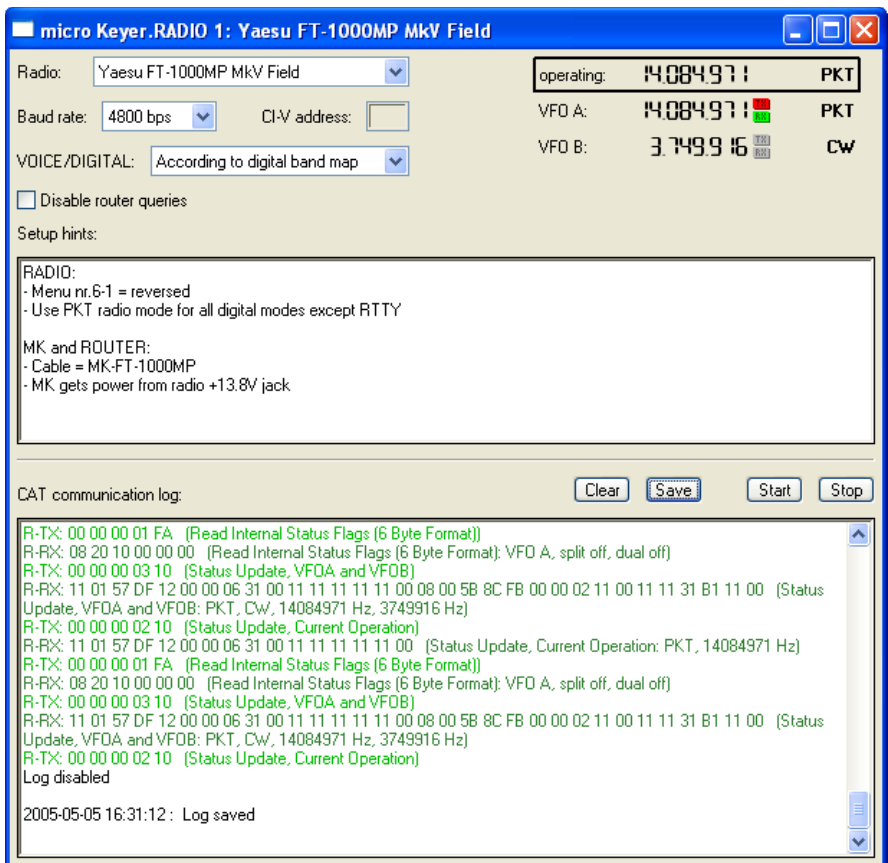 micro Keyer.RADIO 1: Yaesu FT-1000MP MkV Field
Radio: Yaesu FT-1000MP MkV Field
operating: 14.084.971 PKT
Baud rate: 4800 bps CI-V address:
VFO A: 14.084.971 TX RX PKT
VFO B: 3.749.916 TX RX CW
VOICE/DIGITAL: According to digital band map
Disable router queries
Setup hints:
RADIO:
- Menu nr.6-1 = reversed
- Use PKT radio mode for all digital modes except RTTY
MK and ROUTER:
- Cable = MK-FT-1000MP
- MK gets power from radio +13.8V jack
CAT communication log: Clear Save Start Stop
R-TX: 00 00 00 01 FA (Read Internal Status Flags (6 Byte Format))
R-RX: 08 20 10 00 00 00 (Read Internal Status Flags (6 Byte Format): VFO A, split off, dual off)
R-TX: 00 00 00 03 10 (Status Update, VFOA and VFOB)
R-RX: 11 01 57 DF 12 00 00 06 31 00 11 11 11 11 11 00 08 00 5B 8C FB 00 00 02 11 00 11 11 31 B1 11 00 (Status
Update, VFOA and VFOB: PKT, CW, 14084971 Hz, 3749916 Hz)
R-TX: 00 00 00 02 10 (Status Update, Current Operation)
R-RX: 11 01 57 DF 12 00 00 06 31 00 11 11 11 11 11 00 (Status Update, Current Operation: PKT, 14084971 Hz)
R-TX: 00 00 00 01 FA (Read Internal Status Flags (6 Byte Format))
R-RX: 08 20 10 00 00 00 (Read Internal Status Flags (6 Byte Format): VFO A, split off, dual off)
R-TX: 00 00 00 03 10 (Status Update, VFOA and VFOB)
R-RX: 11 01 57 DF 12 00 00 06 31 00 11 11 11 11 11 00 08 00 5B 8C FB 00 00 02 11 00 11 11 31 B1 11 00 (Status
Update, VFOA and VFOB: PKT, CW, 14084971 Hz, 3749916 Hz)
R-TX: 00 00 00 02 10 (Status Update, Current Operation)
Log disabled
2005-05-05 16:31:12 : Log saved